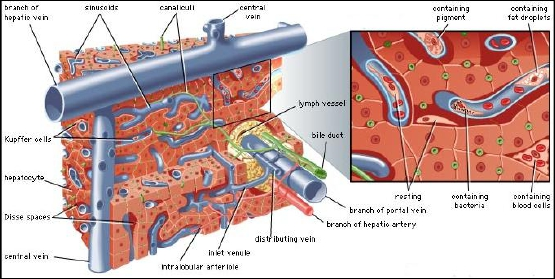 branch of
hepatic vein
sinusoids
canaliculi
central
vein
containing
pigment
containing
fat droplets
lymph vessel
Kupffer cells
bile duct
hepatocyte
resting
containing
bacteria
containing
blood cells
Disse spaces
branch of portal vein
branch of hepatic artery
distributing vein
inlet venule
central vein
intralobular arteriole